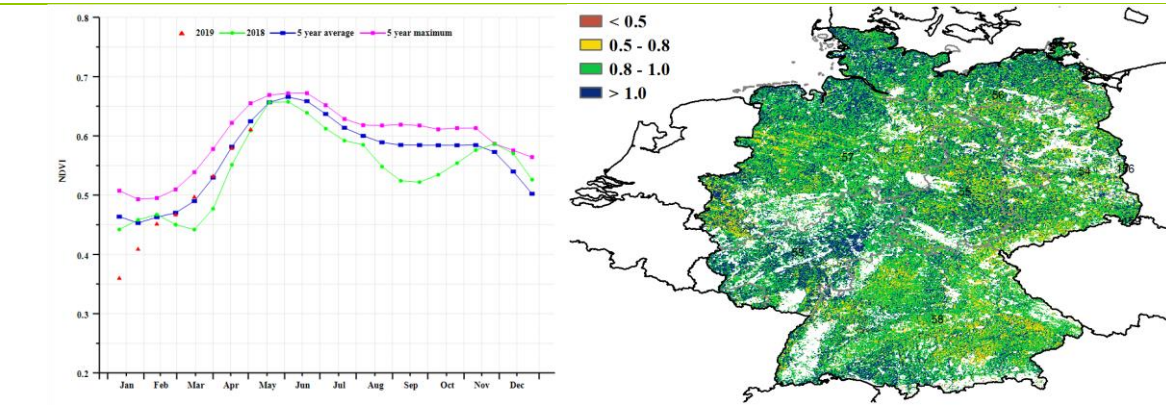 0.8
2019 2018 5 year average 5 year maximum
0.7
0.6
NDVI
0.5
0.4
0.3
0.2
Jan Feb Mar Apr May Jun Jul Aug Sep Oct Nov Dec
< 0.5
0.5 - 0.8
0.8 - 1.0
> 1.0
57
54
58